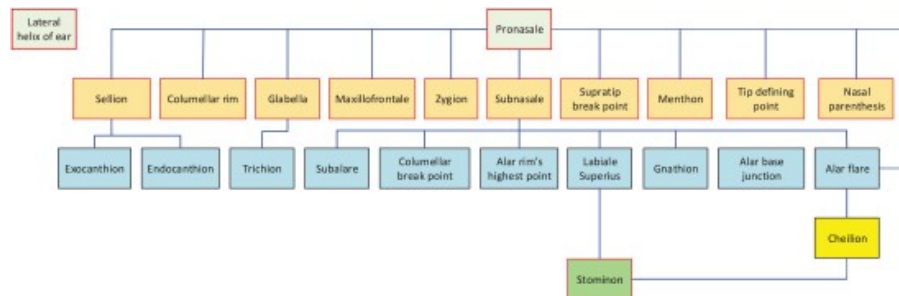 Lateral
helix of ear
Pronasale
Sellion
Columellar rim
Glabella
Maxillofrontale
Zygion
Subnasale
Supratip
break point
Menthon
Tip defining
point
Nasal
parenthesis
Exocanthion
Endocanthion
Trichion
Subalare
Columellar
break point
Alar rim's
highest point
Labiale
Superius
Gnathion
Alar base
junction
Alar flare
Cheilion
Stominon